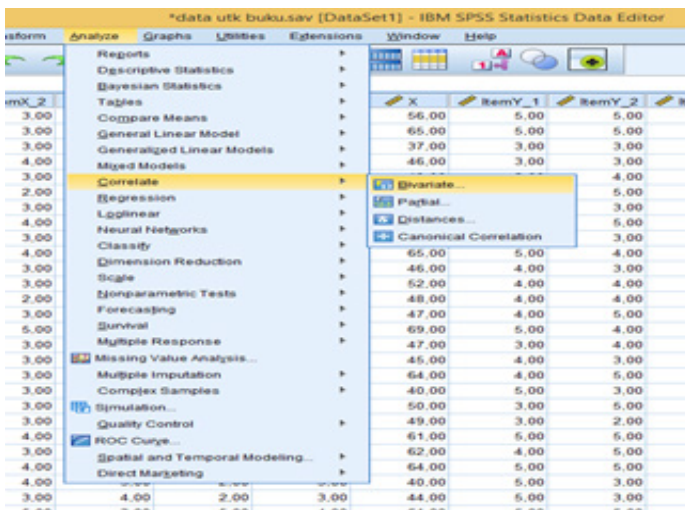 *data utk buku.sav [DataSet1] - IBM SPSS Statistics Data Editor
nsform Analyze Graphs Utilities Extensions Window Help
Reports
Descriptive Statistics
Bayesian Statistics
Tables
Compare Means
General Linear Model
Generalized Linear Models
Mixed Models
Correlate
Regression
Loglinear
Neural Networks
Classify
Dimension Reduction
Scale
Nonparametric Tests
Forecasting
Survival
Multiple Response
Missing Value Analysis...
Multiple Imputation
Complex Samples
Simulation...
Quality Control
ROC Curve...
Spatial and Temporal Modeling...
Direct Marketing
Bivariate...
Partial...
Distances...
Canonical Correlation
mX_2 X ItemY_1 ItemY_2
3,00 56,00 5,00 5,00
3,00 65,00 5,00 5,00
3,00 37,00 3,00 3,00
4,00 46,00 3,00 3,00
3,00 4,00
2,00 5,00
3,00 3,00
4,00 5,00
3,00 3,00
4,00 65,00 5,00 4,00
3,00 46,00 4,00 3,00
3,00 52,00 4,00 4,00
2,00 48,00 4,00 4,00
3,00 47,00 4,00 5,00
5,00 69,00 5,00 4,00
3,00 47,00 3,00 4,00
3,00 45,00 4,00 3,00
3,00 64,00 4,00 5,00
3,00 40,00 5,00 3,00
3,00 50,00 3,00 5,00
3,00 49,00 3,00 2,00
4,00 61,00 5,00 5,00
3,00 62,00 4,00 5,00
4,00 64,00 5,00 5,00
4,00 40,00 5,00 3,00
3,00 4,00 2,00 3,00 44,00 5,00 3,00